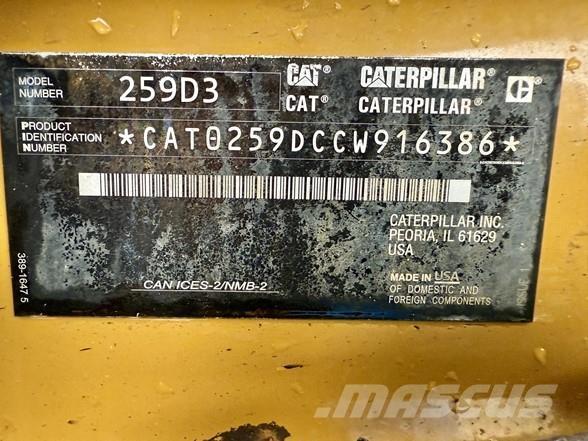 MODEL NUMBER 259D3 CAT CATERPILLAR C
CAT® CATERPILLAR®
PRODUCT IDENTIFICATION NUMBER *CAT0259DCCW916386*
CATERPILLAR INC.
PEORIA, IL 61629
USA
MADE IN USA
OF DOMESTIC AND
FOREIGN COMPONENTS
CAN ICES-2/NMB-2
389-1647 5
MASCUS